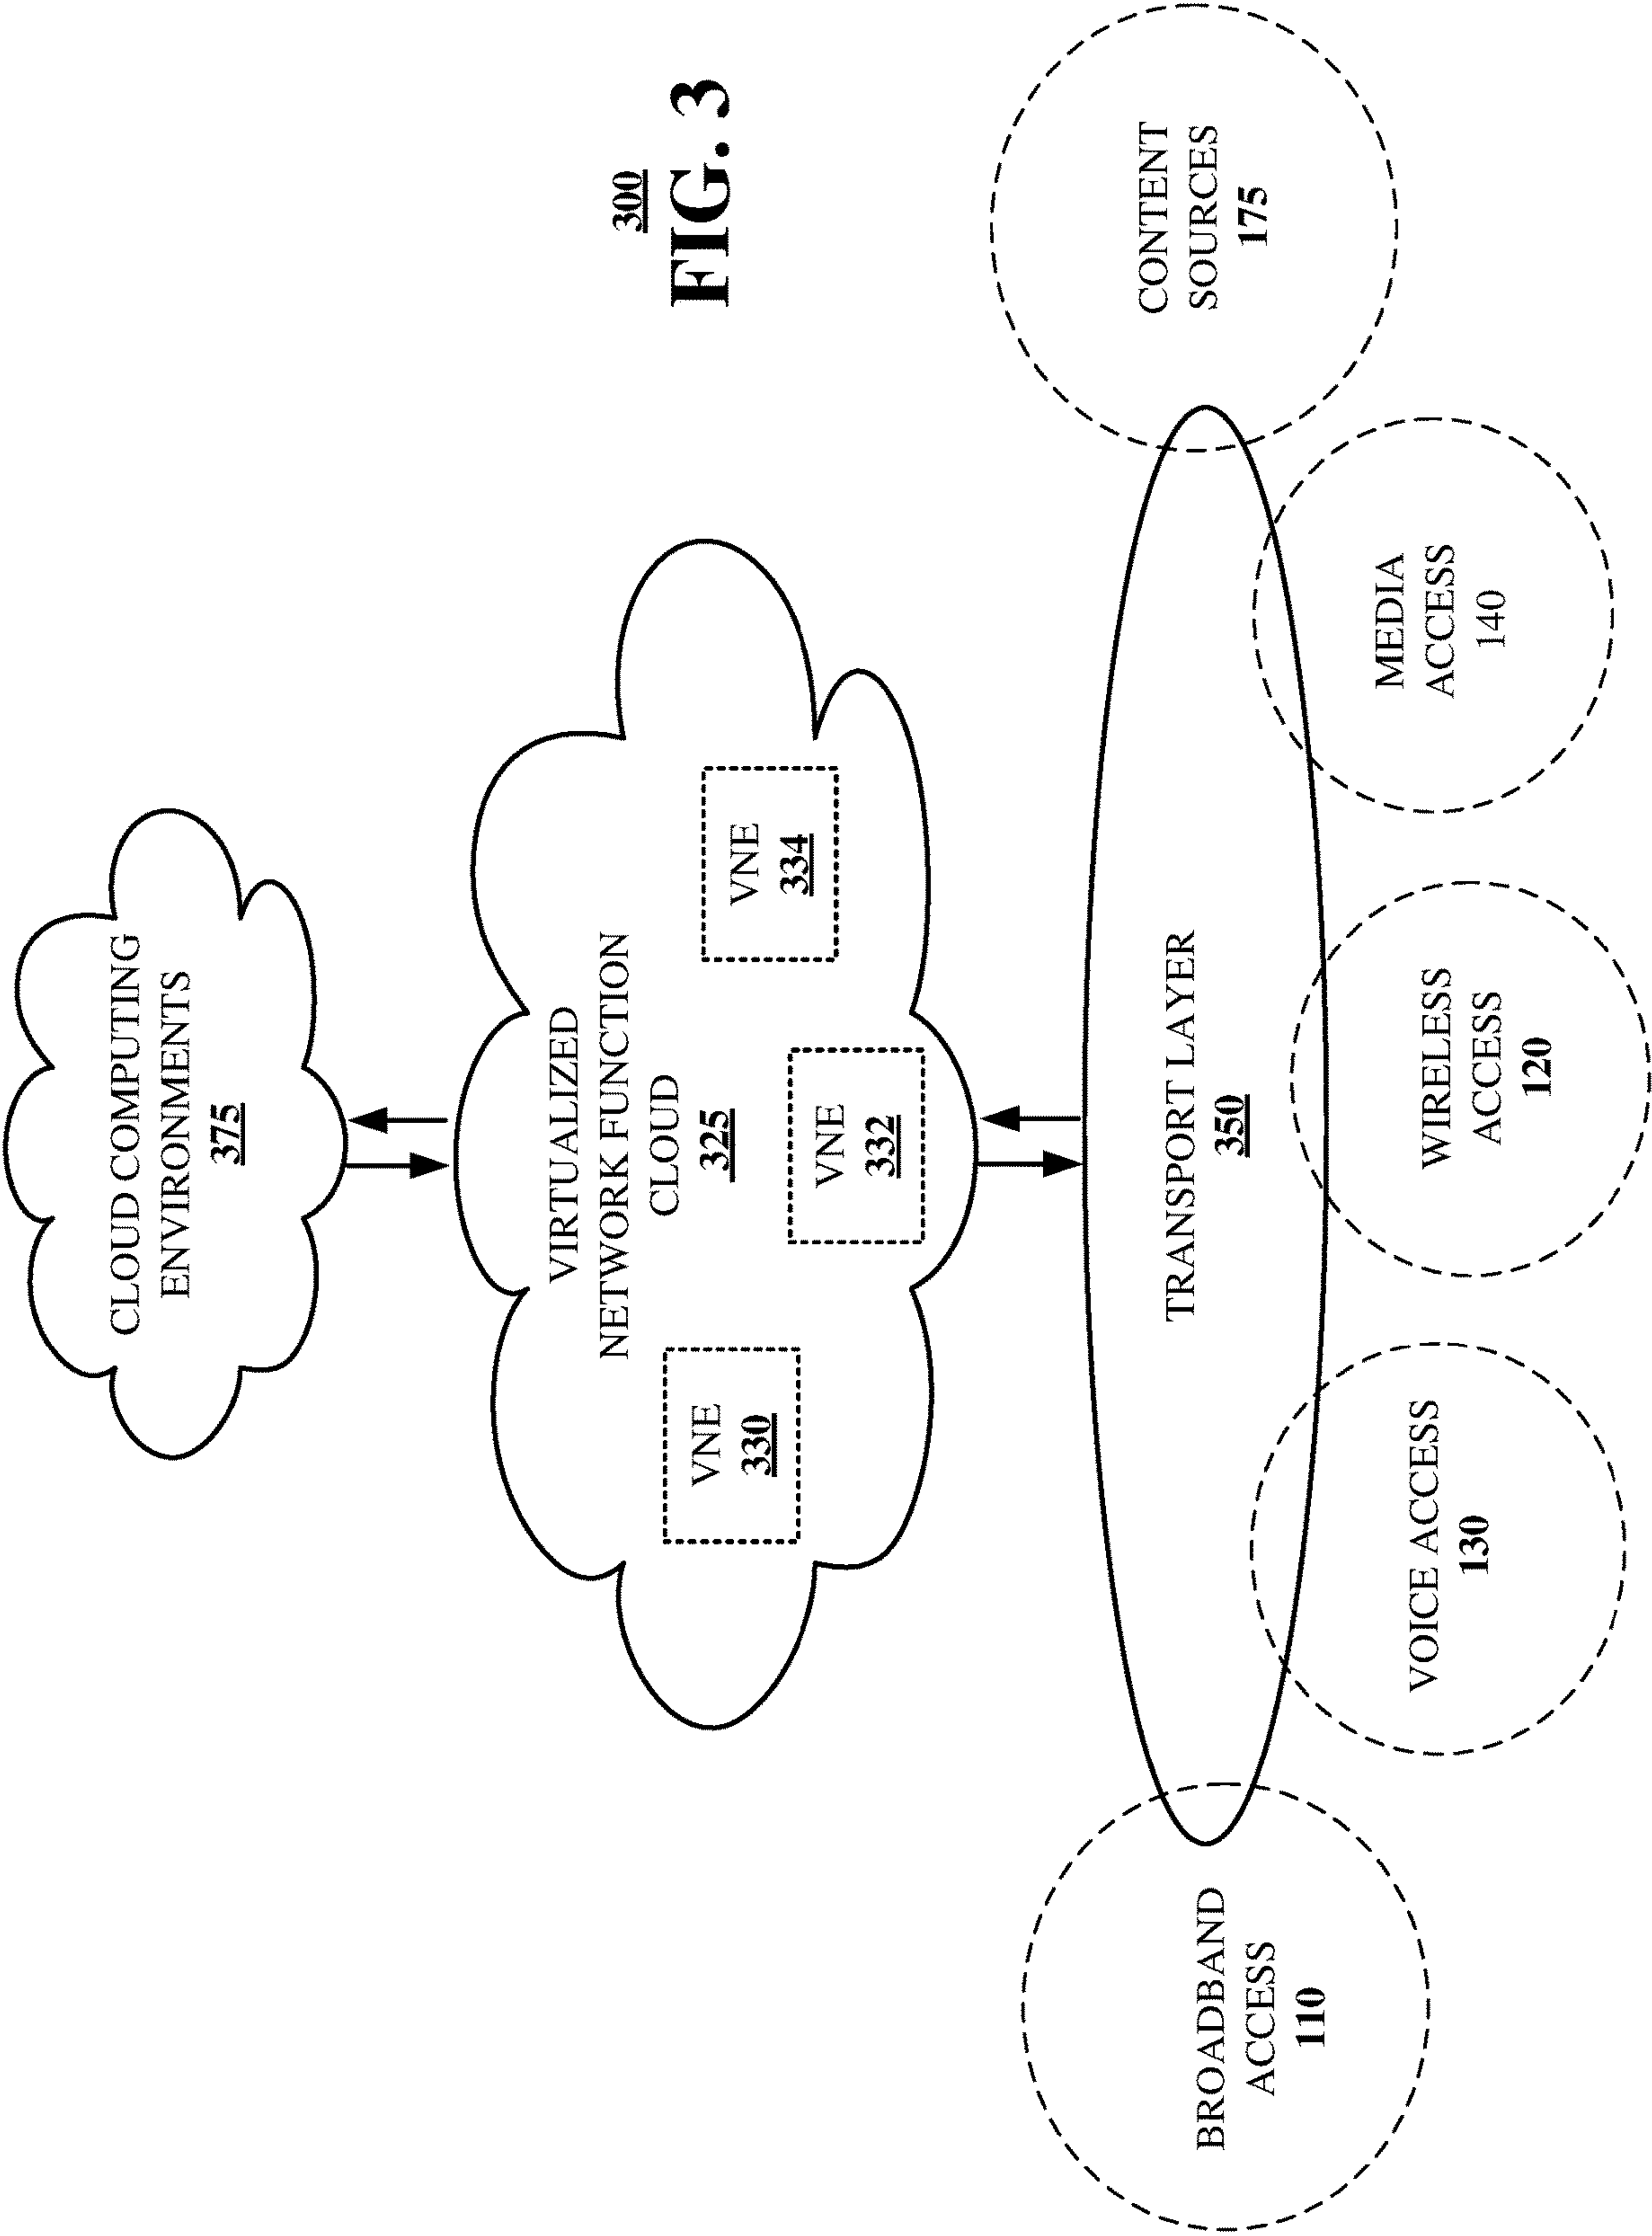 CLOUD COMPUTING
ENVIRONMENTS
375
VIRTUALIZED
NETWORK FUNCTION
CLOUD
325
VNE
330
VNE
332
VNE
334
TRANSPORT LAYER
350
BROADBAND
ACCESS
110
VOICE ACCESS
130
WIRELESS
ACCESS
120
MEDIA
ACCESS
140
CONTENT
SOURCES
175
300
FIG. 3